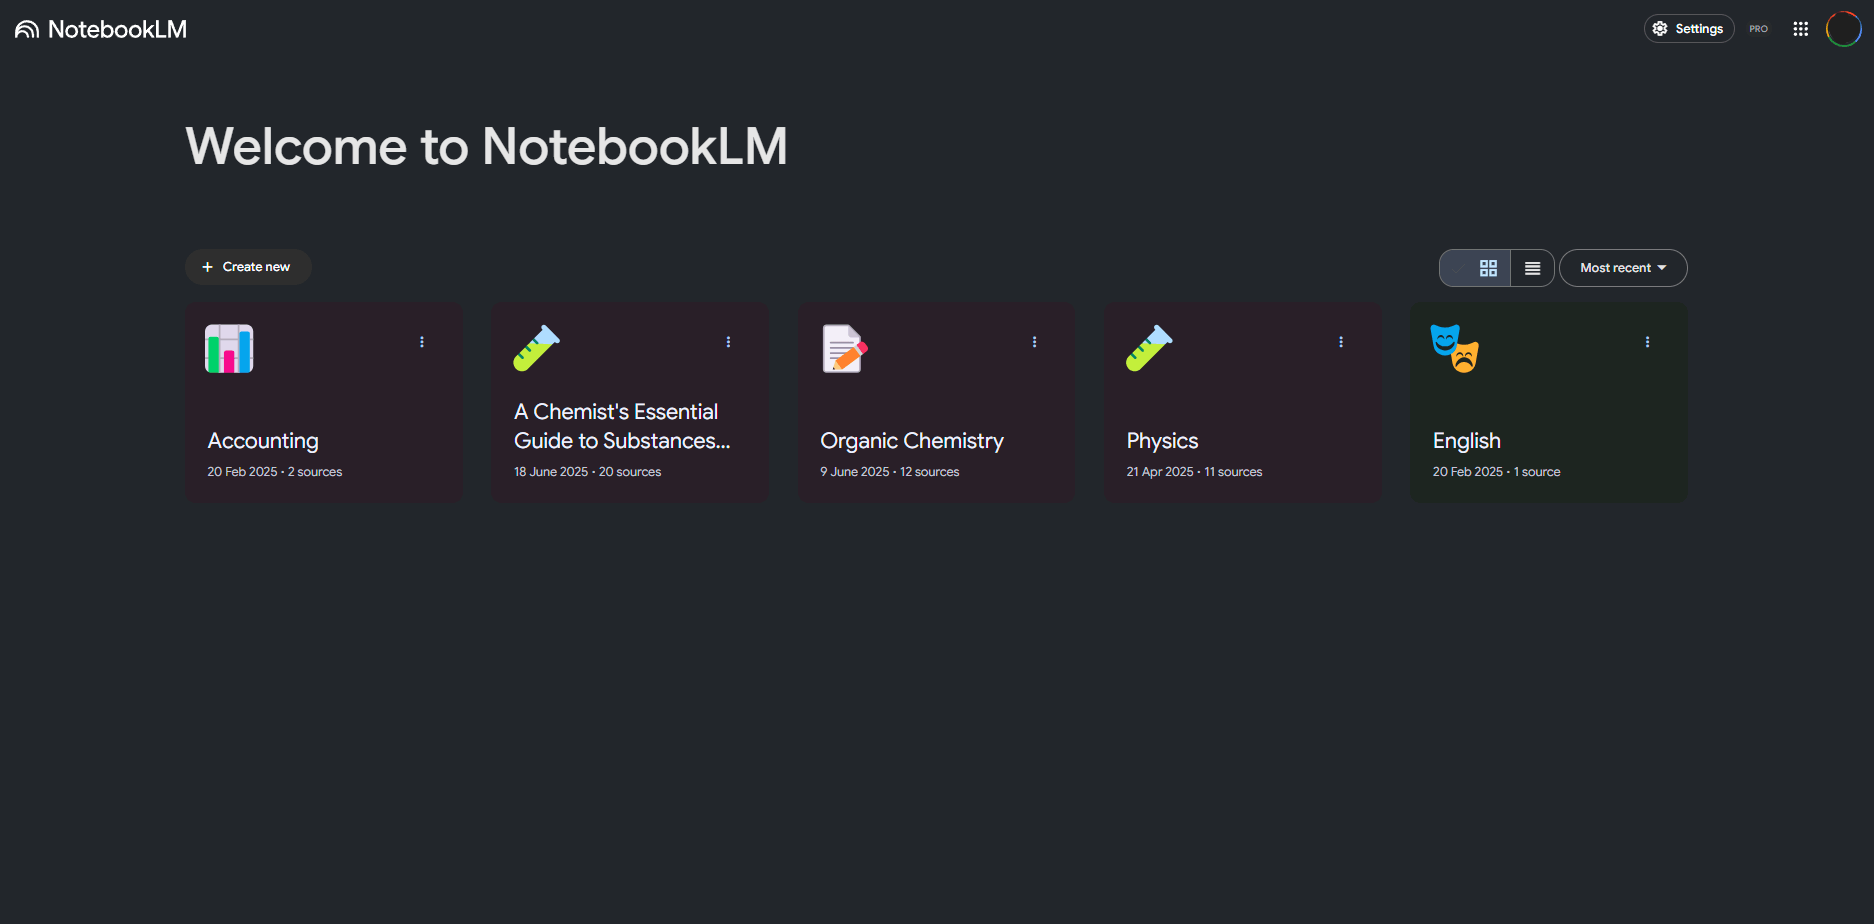 NotebookLM
Settings
PRO
Welcome to NotebookLM
+ Create new
Most recent
Accounting
20 Feb 2025 • 2 sources
A Chemist's Essential
Guide to Substances...
18 June 2025 • 20 sources
Organic Chemistry
9 June 2025 • 12 sources
Physics
21 Apr 2025 • 11 sources
English
20 Feb 2025 • 1 source